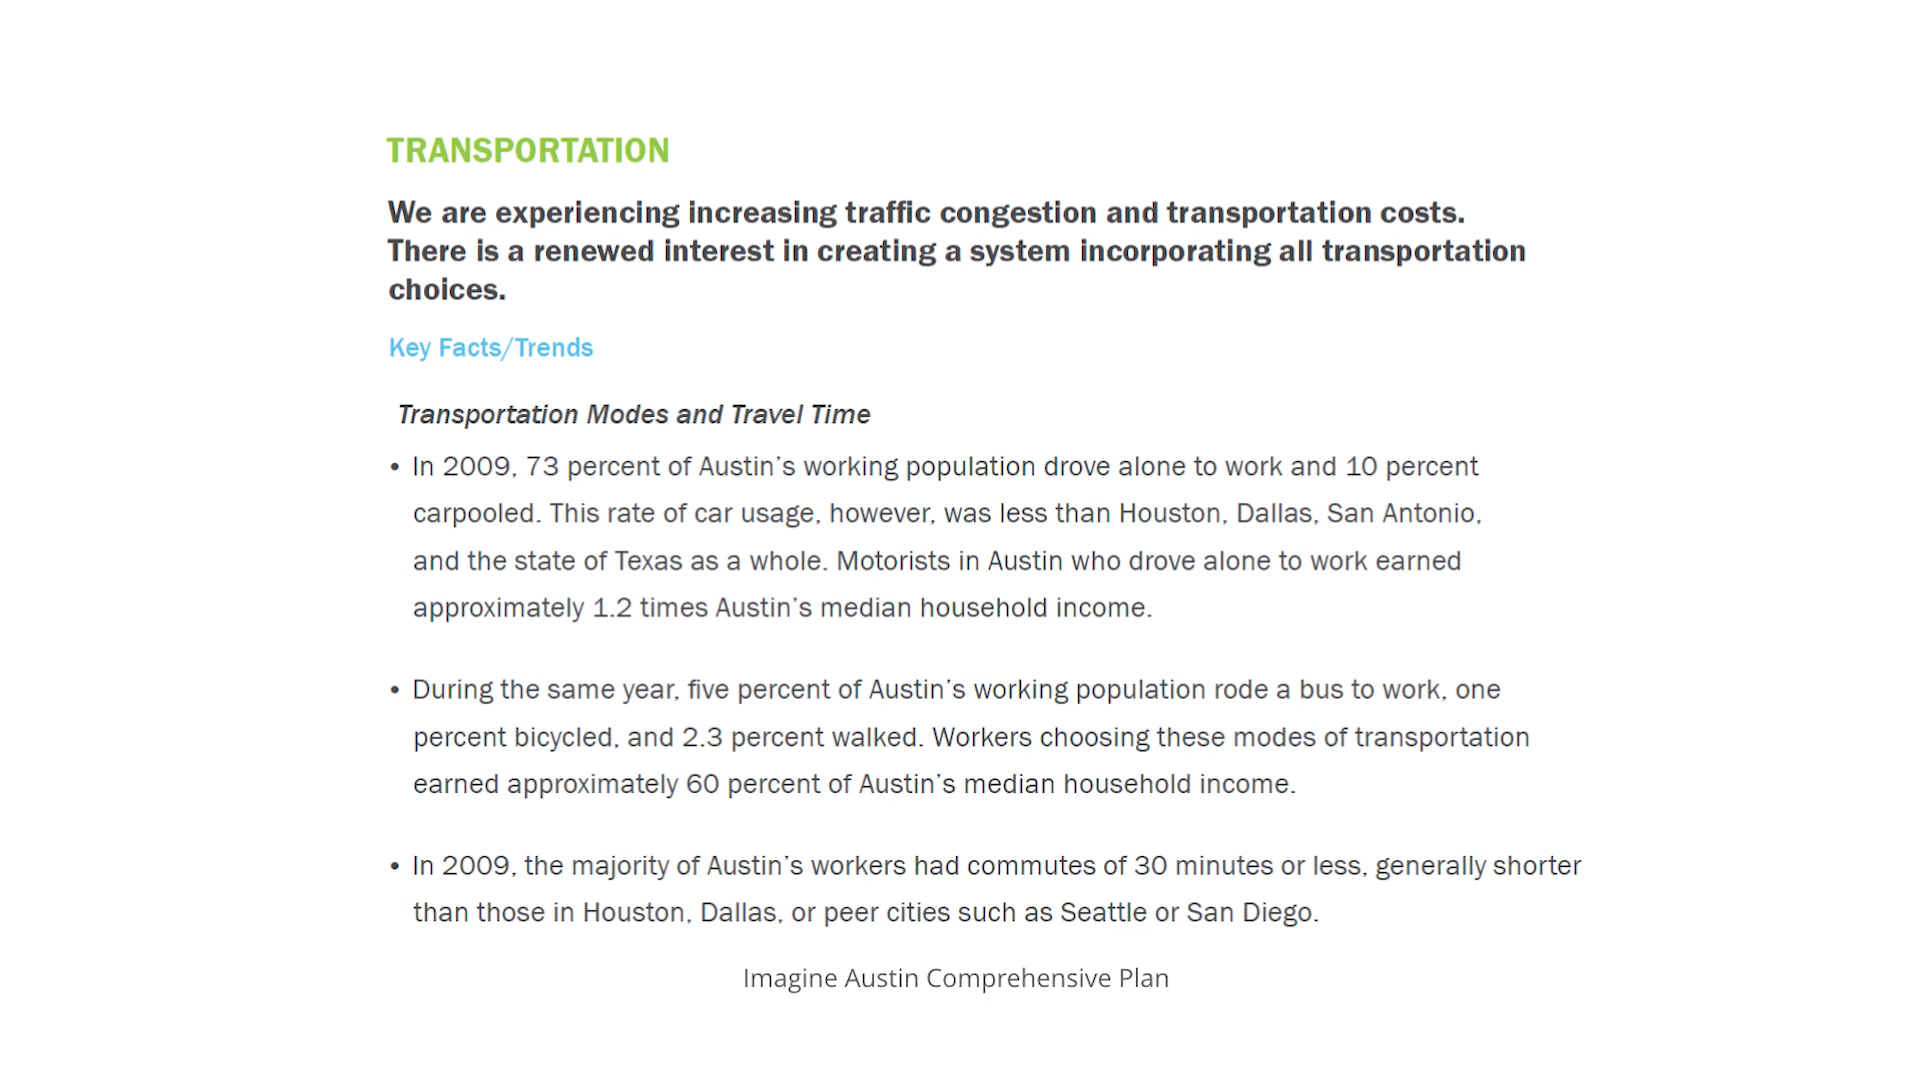 TRANSPORTATION
We are experiencing increasing traffic congestion and transportation costs.
There is a renewed interest in creating a system incorporating all transportation
choices.
Key Facts/Trends
Transportation Modes and Travel Time
• In 2009, 73 percent of Austin’s working population drove alone to work and 10 percent
carpooled. This rate of car usage, however, was less than Houston, Dallas, San Antonio,
and the state of Texas as a whole. Motorists in Austin who drove alone to work earned
approximately 1.2 times Austin’s median household income.
• During the same year, five percent of Austin’s working population rode a bus to work, one
percent bicycled, and 2.3 percent walked. Workers choosing these modes of transportation
earned approximately 60 percent of Austin’s median household income.
• In 2009, the majority of Austin’s workers had commutes of 30 minutes or less, generally shorter
than those in Houston, Dallas, or peer cities such as Seattle or San Diego.
Imagine Austin Comprehensive Plan